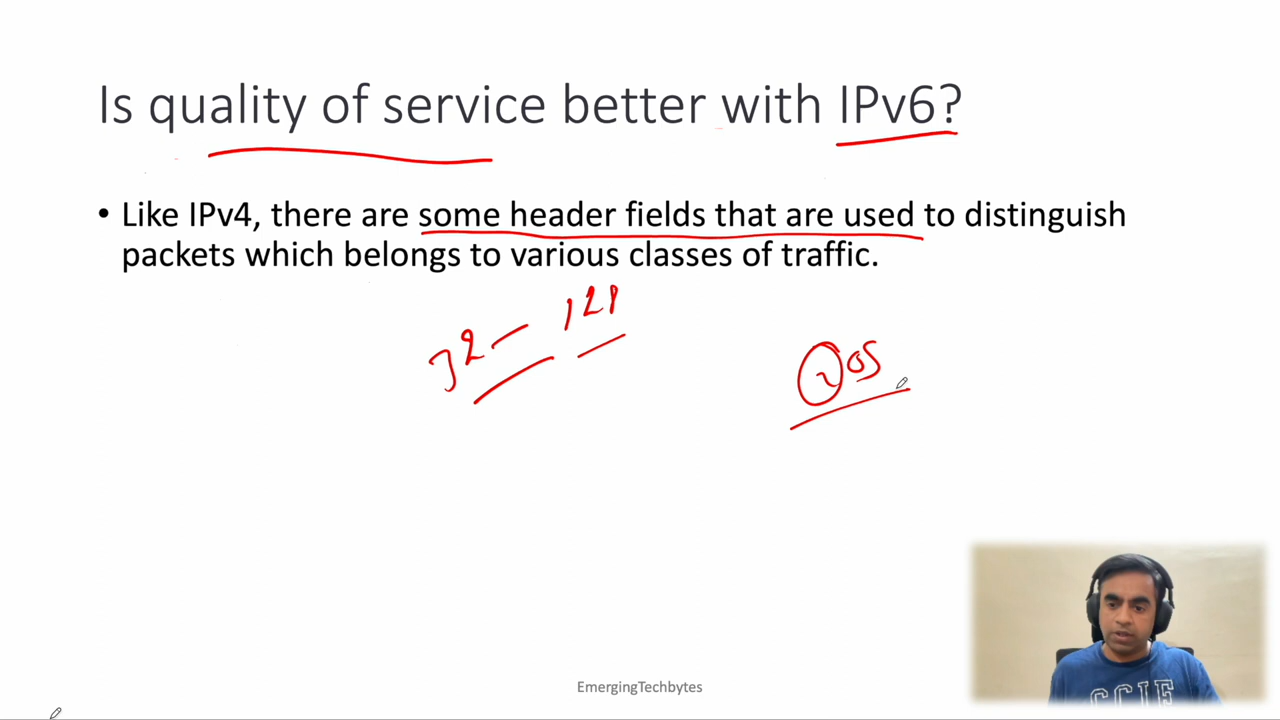 Is quality of service better with IPv6?
• Like IPv4, there are some header fields that are used to distinguish
packets which belongs to various classes of traffic.
32 – 128
QoS
CCIE
EmergingTechbytes